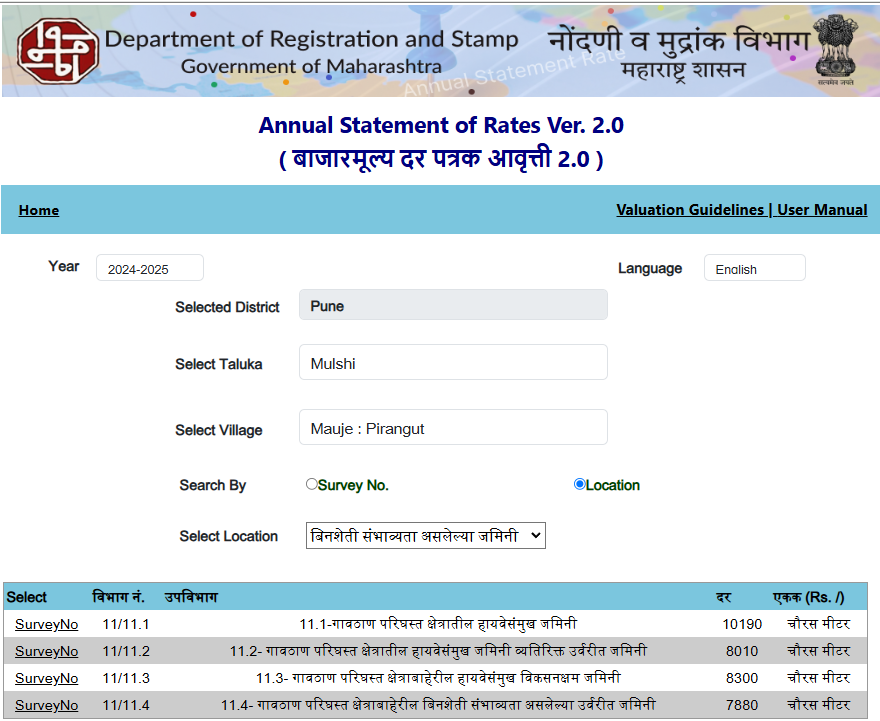 Department of Registration and Stamp
Government of Maharashtra
नोंदणी व मुद्रांक विभाग
महाराष्ट्र शासन
सत्यमेव जयते
Annual Statement Rate
Annual Statement of Rates Ver. 2.0
( बाजारमूल्य दर पत्रक आवृत्ती 2.0 )
Home Valuation Guidelines | User Manual
Year 2024-2025 Language English
Selected District Pune
Select Taluka Mulshi
Select Village Mauje : Pirangut
Search By Survey No. Location
Select Location बिनशेती संभाव्यता असलेल्या जमिनी
Select विभाग नं. उपविभाग दर एकक (Rs. /)
SurveyNo 11/11.1 11.1-गावठाण परिघस्त क्षेत्रातील हायवेसंमुख जमिनी 10190 चौरस मीटर
SurveyNo 11/11.2 11.2- गावठाण परिघस्त क्षेत्रातील हायवेसंमुख जमिनी व्यतिरिक्त उर्वरीत जमिनी 8010 चौरस मीटर
SurveyNo 11/11.3 11.3- गावठाण परिघस्त क्षेत्राबाहेरील हायवेसंमुख विकसनक्षम जमिनी 8300 चौरस मीटर
SurveyNo 11/11.4 11.4- गावठाण परिघस्त क्षेत्राबाहेरील बिनशेती संभाव्यता असलेल्या उर्वरीत जमिनी 7880 चौरस मीटर